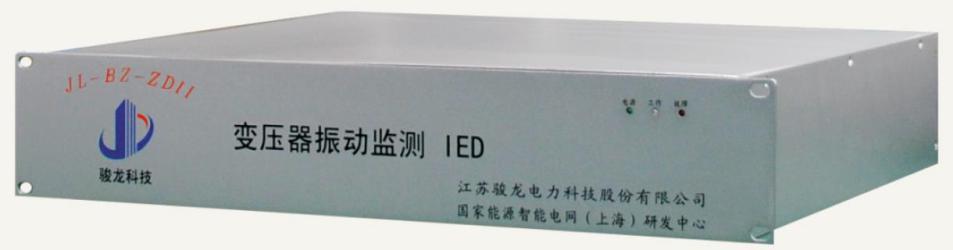 JL-BZ-ZDII
骏龙科技
变压器振动监测 IED
电源 工作 故障
江苏骏龙电力科技股份有限公司
国家能源智能电网(上海)研发中心